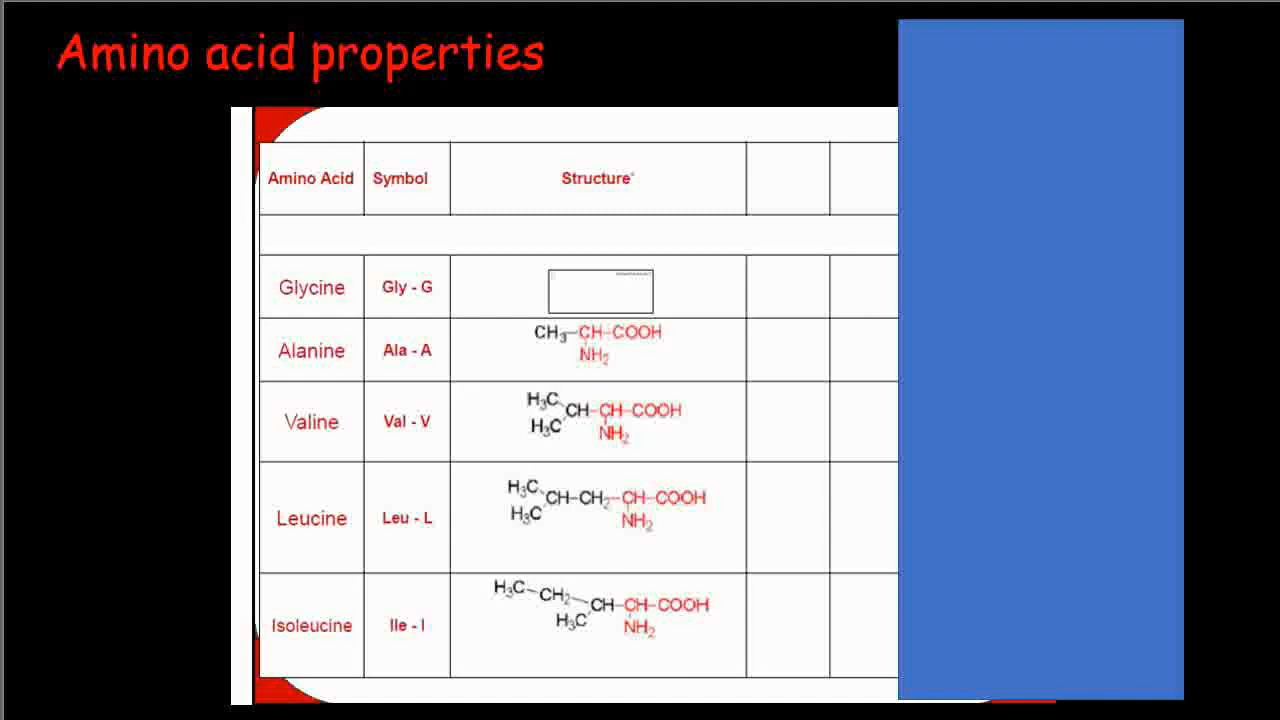 Amino acid properties
Amino Acid Symbol Structure*
Glycine Gly - G
Alanine Ala - A CH3-CH-COOH
NH2
Valine Val - V H3C
CH-CH-COOH
H3C NH2
Leucine Leu - L H3C
CH-CH2-CH-COOH
H3C NH2
Isoleucine Ile - I H3C-CH2
CH-CH-COOH
H3C NH2